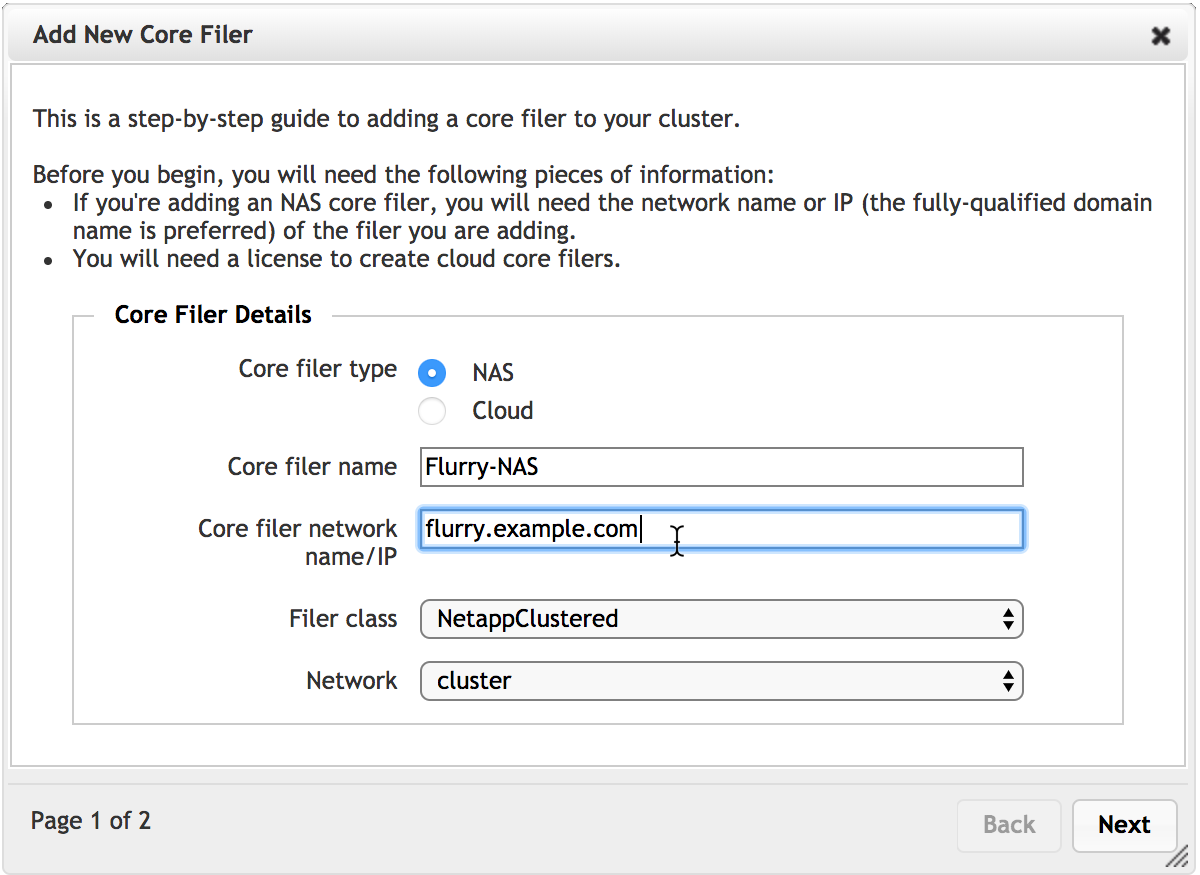 Add New Core Filer
This is a step-by-step guide to adding a core filer to your cluster.
Before you begin, you will need the following pieces of information:
• If you're adding an NAS core filer, you will need the network name or IP (the fully-qualified domain
name is preferred) of the filer you are adding.
• You will need a license to create cloud core filers.
Core Filer Details
Core filer type NAS
Cloud
Core filer name Flurry-NAS
Core filer network flurry.example.com
name/IP
Filer class NetappClustered
Network cluster
Page 1 of 2 Back Next